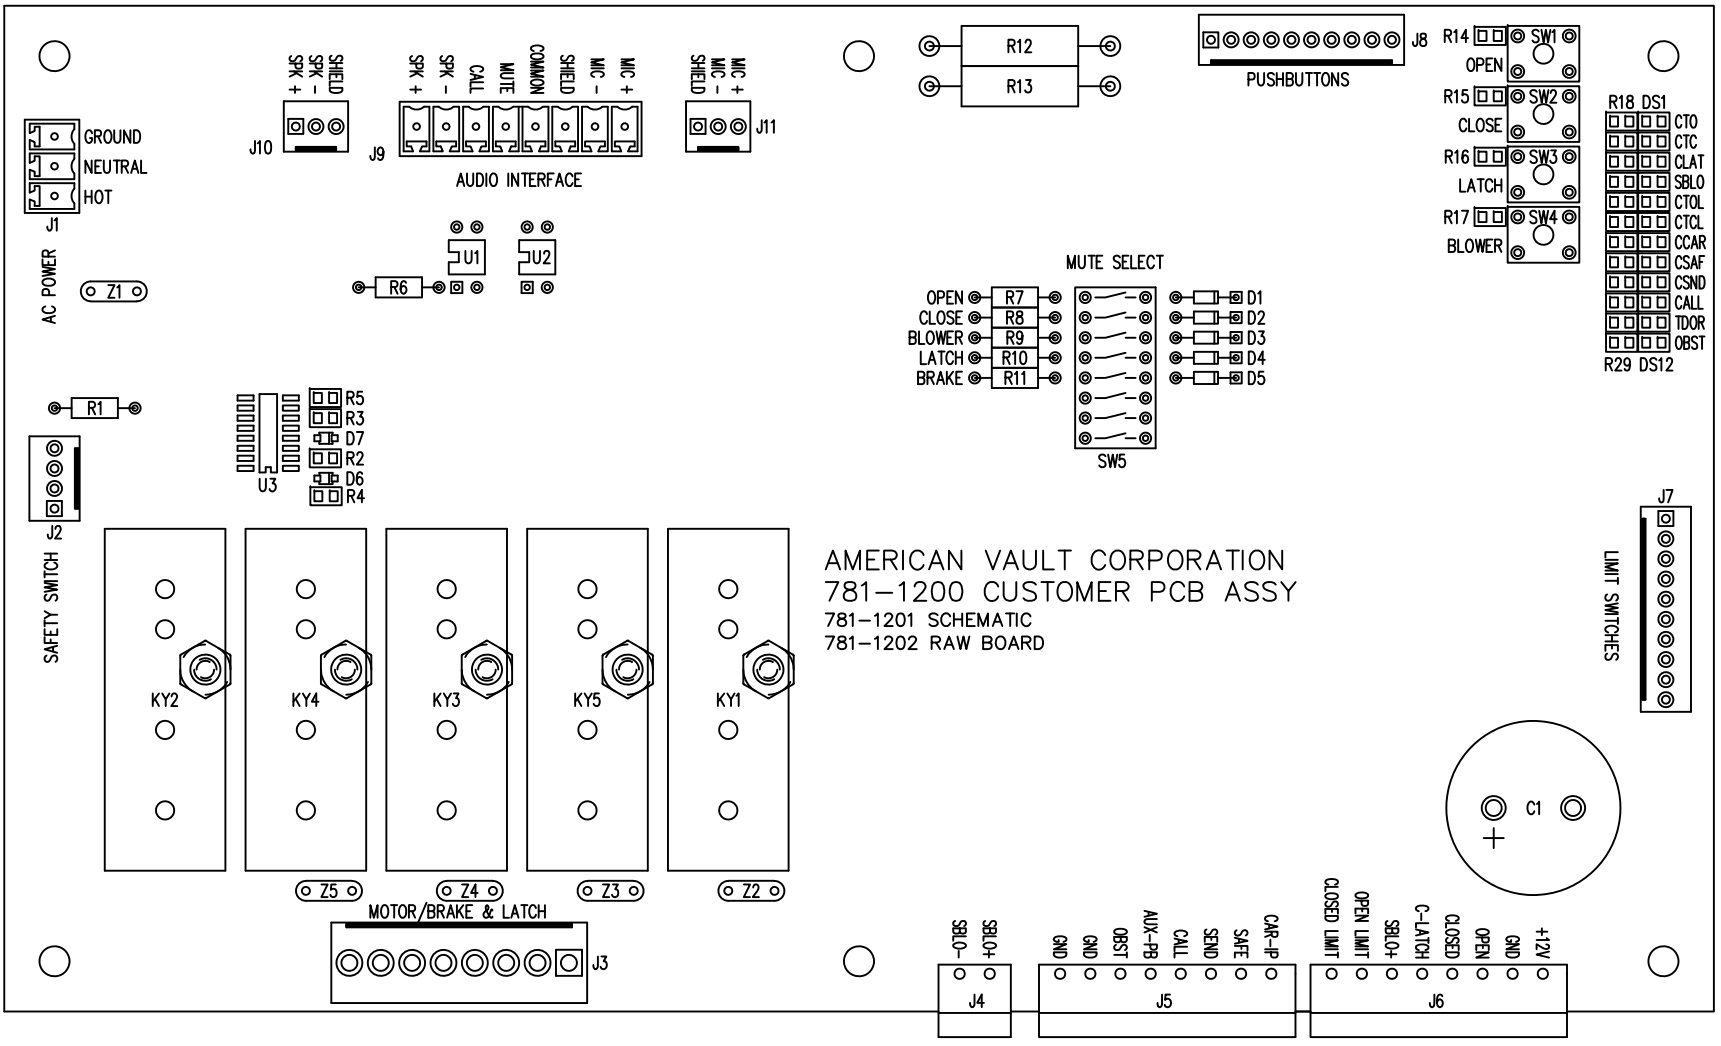 SPK +
SPK -
SHIELD
J10
SPK +
SPK -
CALL
MUTE
COMMON
SHIELD
MIC -
MIC +
J9
AUDIO INTERFACE
SHIELD
MIC -
MIC +
J11
R12
R13
J8
PUSHBUTTONS
R14
SW1
OPEN
R15
SW2
CLOSE
R16
SW3
LATCH
R17
SW4
BLOWER
R18 DS1
CTO
CTC
CLAT
SBLO
CTOL
CTCL
CCAR
CSAF
CSND
CALL
TDOR
OBST
R29 DS12
GROUND
NEUTRAL
HOT
J1
AC POWER
Z1
U1
U2
R6
MUTE SELECT
OPEN R7 D1
CLOSE R8 D2
BLOWER R9 D3
LATCH R10 D4
BRAKE R11 D5
SW5
R1
R5
R3
D7
R2
D6
R4
U3
J2
SAFETY SWITCH
KY2
KY4
KY3
KY5
KY1
AMERICAN VAULT CORPORATION
781-1200 CUSTOMER PCB ASSY
781-1201 SCHEMATIC
781-1202 RAW BOARD
J7
LIMIT SWITCHES
C1
+
Z5
Z4
Z3
Z2
MOTOR/BRAKE & LATCH
J3
SBLO-
SBLO+
J4
GND
GND
OBST
AUX-PB
CALL
SEND
SAFE
CAR-IP
J5
CLOSED LIMIT
OPEN LIMIT
SBLO+
C-LATCH
CLOSED
OPEN
GND
+12V
J6